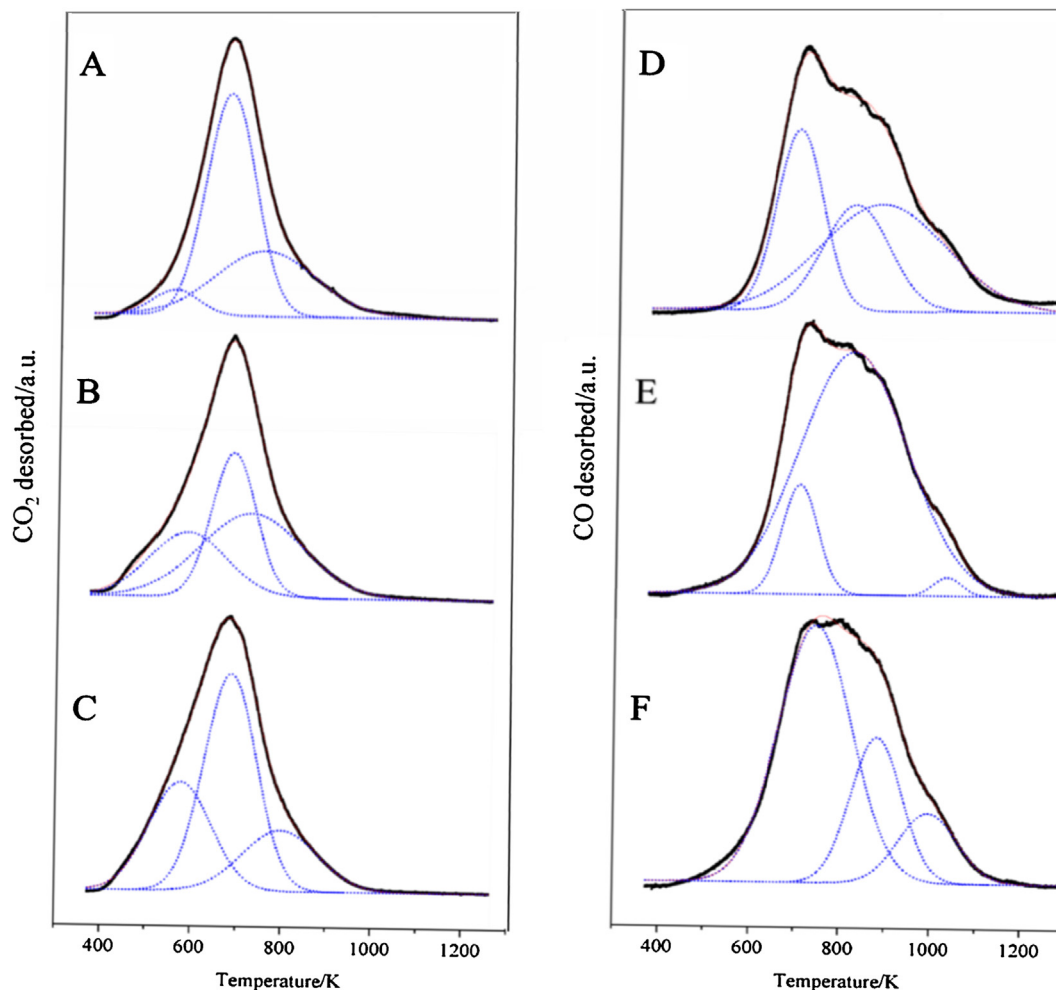 A
B
C
CO₂ desorbed/a.u.
400 600 800 1000 1200
Temperature/K
D
E
F
CO desorbed/a.u.
400 600 800 1000 1200
Temperature/K